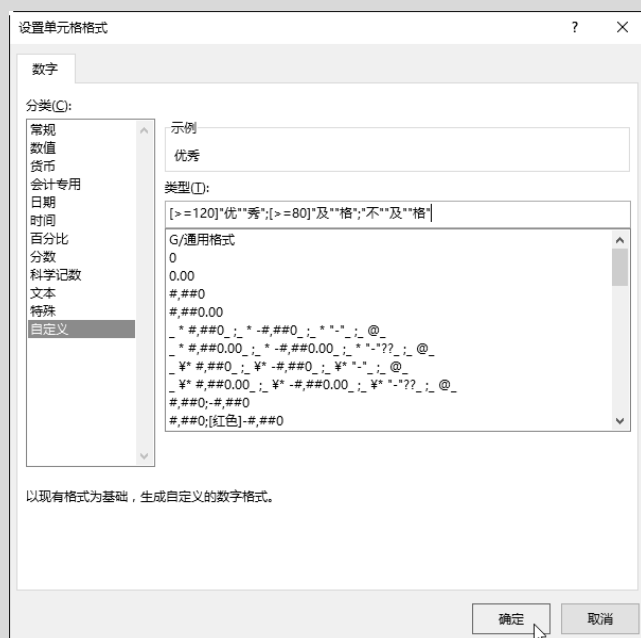 设置单元格格式
? ×
数字
分类(C):
常规
数值
货币
会计专用
日期
时间
百分比
分数
科学记数
文本
特殊
自定义
示例
优秀
类型(T):
[>=120]"优""秀";[>=80]"及""格";"不""及""格"
G/通用格式
0
0.00
#,##0
#,##0.00
_ * #,##0_ ;_ * -#,##0_ ;_ * "-"_ ;_ @_
_ * #,##0.00_ ;_ * -#,##0.00_ ;_ * "-"??_ ;_ @_
_ ¥* #,##0_ ;_ ¥* -#,##0_ ;_ ¥* "-"_ ;_ @_
_ ¥* #,##0.00_ ;_ ¥* -#,##0.00_ ;_ ¥* "-"??_ ;_ @_
#,##0;-#,##0
#,##0;[红色]-#,##0
以现有格式为基础，生成自定义的数字格式。
确定
取消